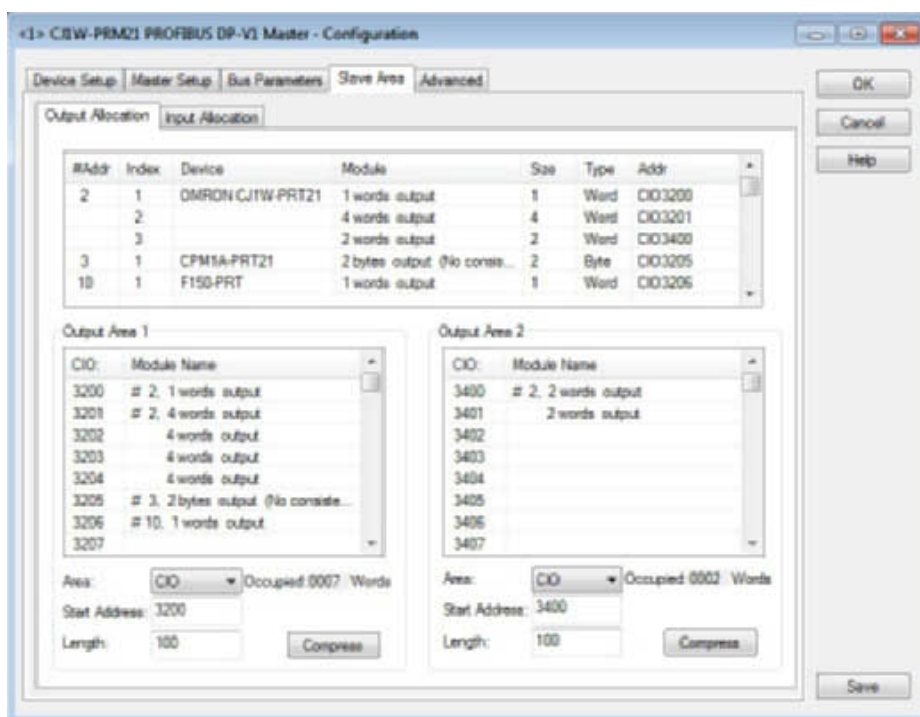 <1> CJ1W-PRM21 PROFIBUS DP-V1 Master - Configuration
Device Setup Master Setup Bus Parameters Slave Area Advanced
OK
Output Allocation Input Allocation
Cancel
#Addr Index Device Module Size Type Addr
Help
2 1 OMRON CJ1W-PRT21 1 words output 1 Word CIO3200
2 4 words output 4 Word CIO3201
3 2 words output 2 Word CIO3400
3 1 CPM1A-PRT21 2 bytes output (No consis... 2 Byte CIO3205
10 1 F150-PRT 1 words output 1 Word CIO3206
Output Area 1 Output Area 2
CIO: Module Name CIO: Module Name
3200 # 2, 1 words output 3400 # 2, 2 words output
3201 # 2, 4 words output 3401 2 words output
3202 4 words output 3402
3203 4 words output 3403
3204 4 words output 3404
3205 # 3, 2 bytes output (No consiste... 3405
3206 # 10, 1 words output 3406
3207 3407
Area: CIO Occupied: 0007 Words Area: CIO Occupied: 0002 Words
Start Address: 3200 Start Address: 3400
Length: 100 Compress Length: 100 Compress
Save